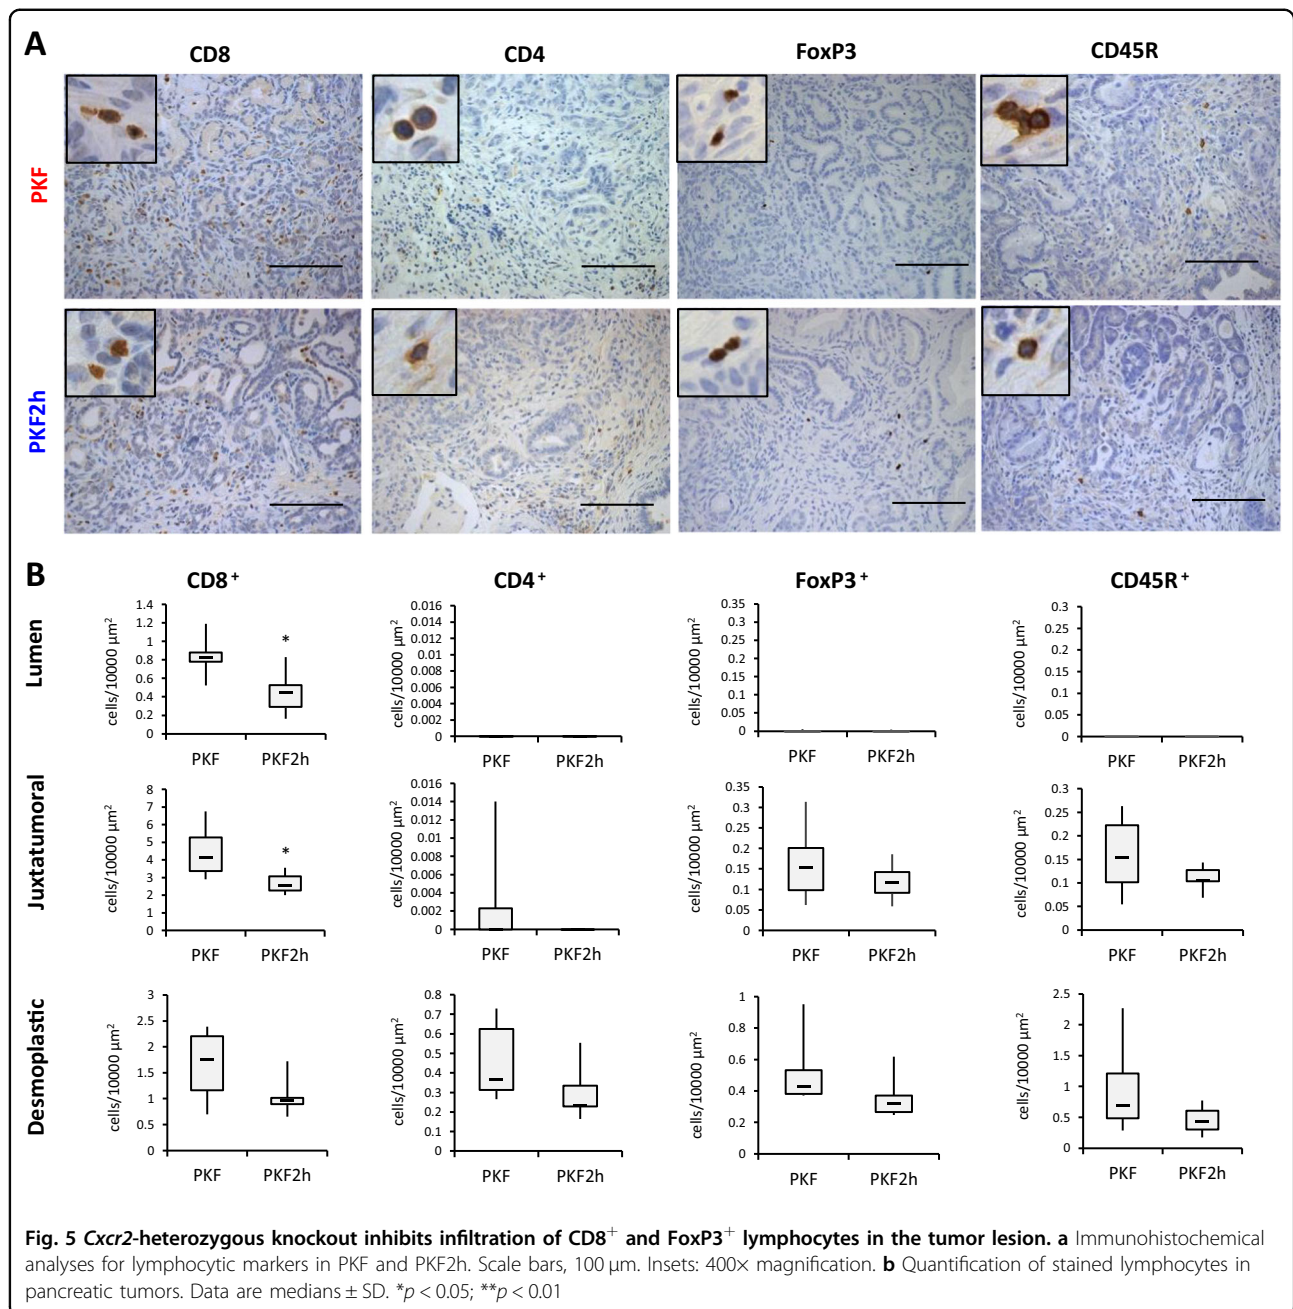 A
CD8 CD4 FoxP3 CD45R
PKF
PKF2h
B
CD8+ CD4+ FoxP3+ CD45R+
Lumen
cells/10000 µm2
1.4
1.2
1
0.8
0.6
0.4
0.2
0
*
PKF PKF2h
cells/10000 µm2
0.016
0.014
0.012
0.01
0.008
0.006
0.004
0.002
0
PKF PKF2h
cells/10000 µm2
0.35
0.3
0.25
0.2
0.15
0.1
0.05
0
PKF PKF2h
cells/10000 µm2
0.3
0.25
0.2
0.15
0.1
0.05
0
PKF PKF2h
Juxtatumoral
cells/10000 µm2
8
7
6
5
4
3
2
1
0
*
PKF PKF2h
cells/10000 µm2
0.016
0.014
0.012
0.01
0.008
0.006
0.004
0.002
0
PKF PKF2h
cells/10000 µm2
0.35
0.3
0.25
0.2
0.15
0.1
0.05
0
PKF PKF2h
cells/10000 µm2
0.3
0.25
0.2
0.15
0.1
0.05
0
PKF PKF2h
Desmoplastic
cells/10000 µm2
3
2.5
2
1.5
1
0.5
0
PKF PKF2h
cells/10000 µm2
0.8
0.7
0.6
0.5
0.4
0.3
0.2
0.1
0
PKF PKF2h
cells/10000 µm2
1
0.8
0.6
0.4
0.2
0
PKF PKF2h
cells/10000 µm2
2.5
2
1.5
1
0.5
0
PKF PKF2h
Fig. 5 Cxcr2-heterozygous knockout inhibits infiltration of CD8+ and FoxP3+ lymphocytes in the tumor lesion. a Immunohistochemical
analyses for lymphocytic markers in PKF and PKF2h. Scale bars, 100 µm. Insets: 400× magnification. b Quantification of stained lymphocytes in
pancreatic tumors. Data are medians ± SD. *p < 0.05; **p < 0.01